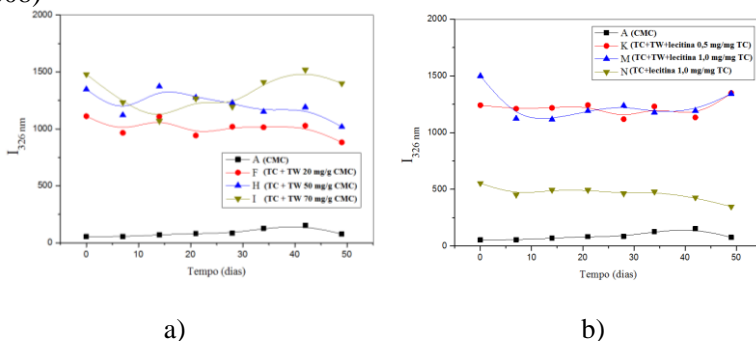 2000
1500
1000
500
0
I 326 nm
A (CMC)
F (TC + TW 20 mg/g CMC)
H (TC + TW 50 mg/g CMC)
I (TC + TW 70 mg/g CMC)
0 10 20 30 40 50
Tempo (dias)
a)
2000
1500
1000
500
0
I 326 nm
A (CMC)
K (TC+TW+lecitina 0,5 mg/mg TC)
M (TC+TW+lecitina 1,0 mg/mg TC)
N (TC+lecitina 1,0 mg/mg TC)
0 10 20 30 40 50
Tempo (dias)
b)